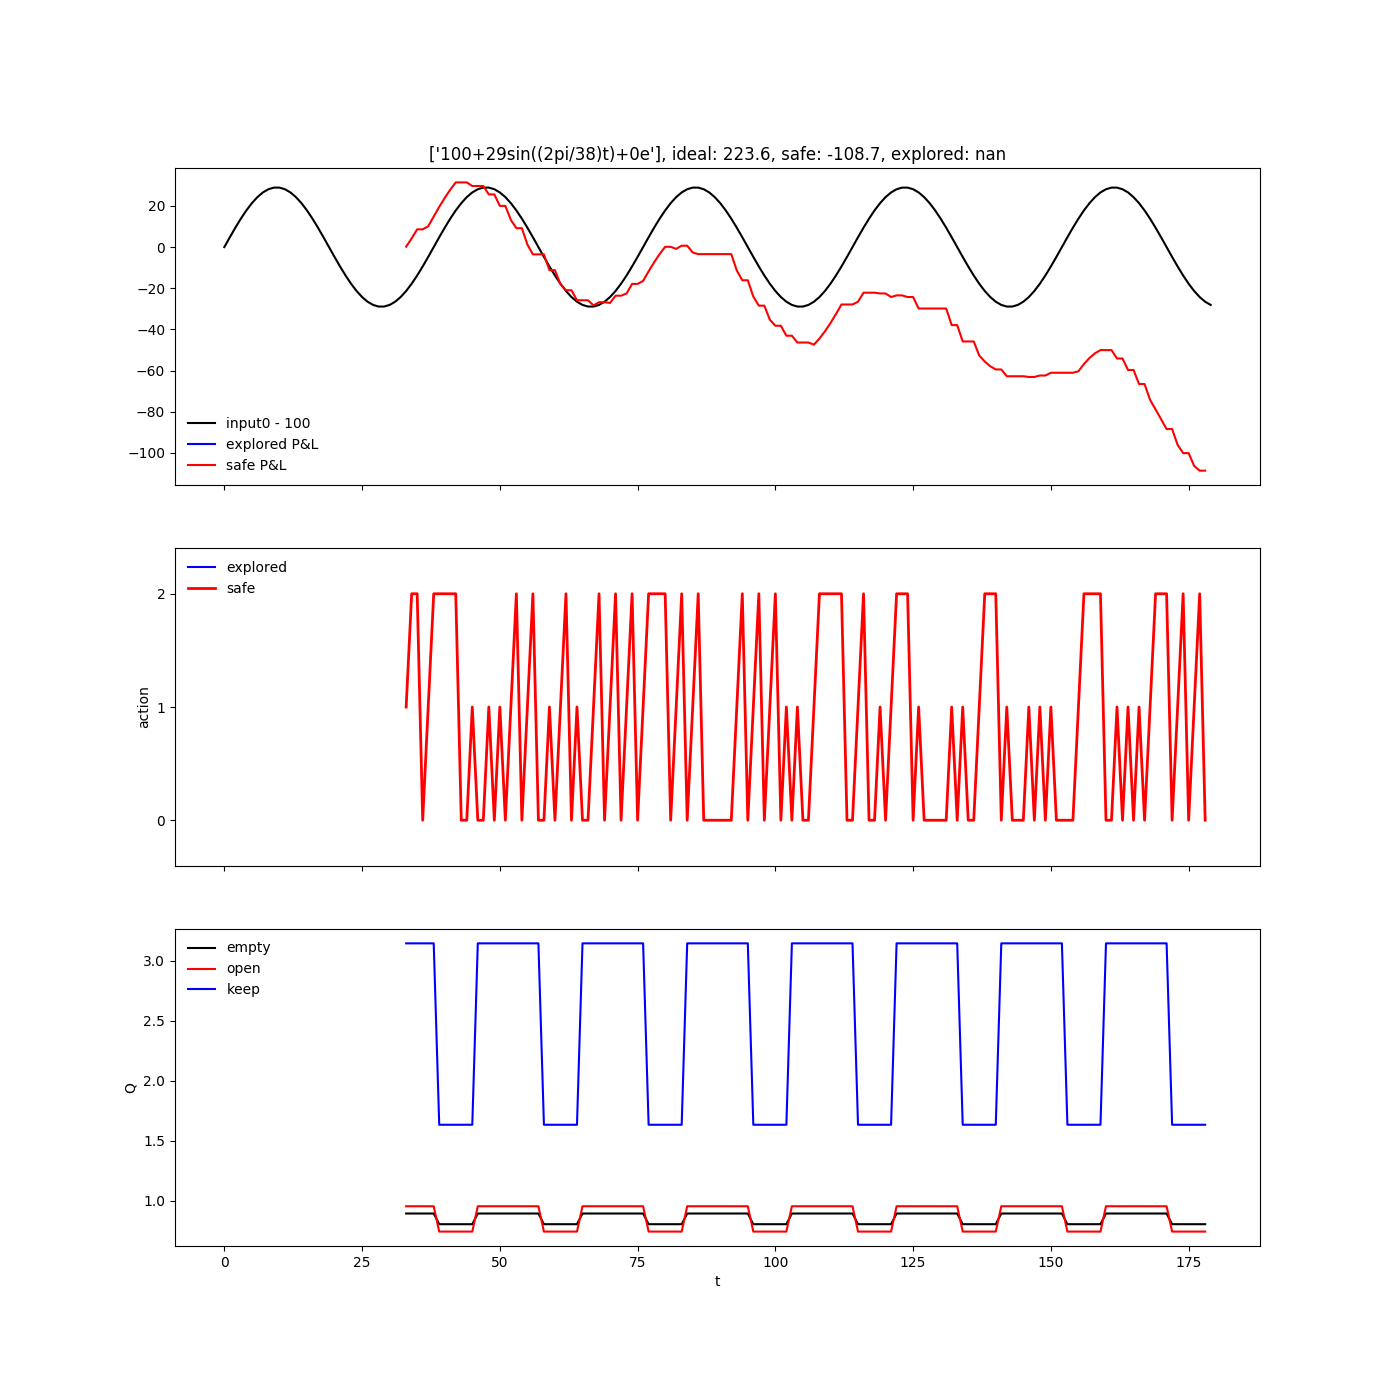 ['100+29sin((2pi/38)t)+0e'], ideal: 223.6, safe: -108.7, explored: nan
20
0
−20
−40
−60
−80
−100
input0 - 100
explored P&L
safe P&L
explored
safe
2
1
0
action
empty
open
keep
3.0
2.5
2.0
1.5
1.0
Q
0 25 50 75 100 125 150 175
t